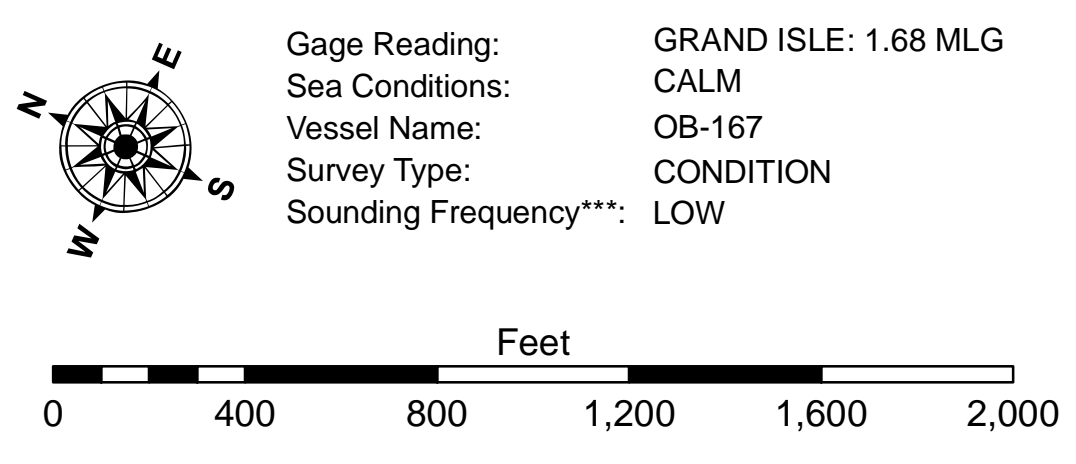 N
E
S
W
Gage Reading: GRAND ISLE: 1.68 MLG
Sea Conditions: CALM
Vessel Name: OB-167
Survey Type: CONDITION
Sounding Frequency***: LOW
Feet
0 400 800 1,200 1,600 2,000